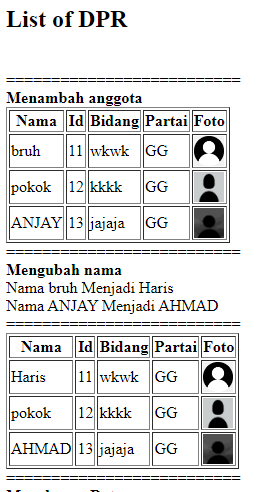 List of DPR
==========================
Menambah anggota
Nama Id Bidang Partai Foto
bruh 11 wkwk GG
pokok 12 kkkk GG
ANJAY 13 jajaja GG
==========================
Mengubah nama
Nama bruh Menjadi Haris
Nama ANJAY Menjadi AHMAD
==========================
Nama Id Bidang Partai Foto
Haris 11 wkwk GG
pokok 12 kkkk GG
AHMAD 13 jajaja GG
==========================